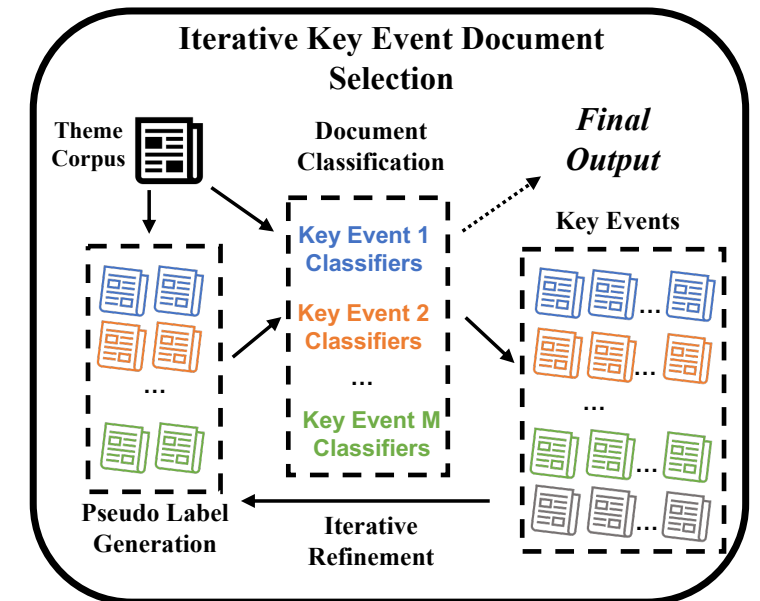 Iterative Key Event Document
Selection
Theme
Corpus
Document
Classification
Final
Output
Key Events
Key Event 1
Classifiers
Key Event 2
Classifiers
...
Key Event M
Classifiers
...
...
...
...
...
...
Pseudo Label
Generation
Iterative
Refinement